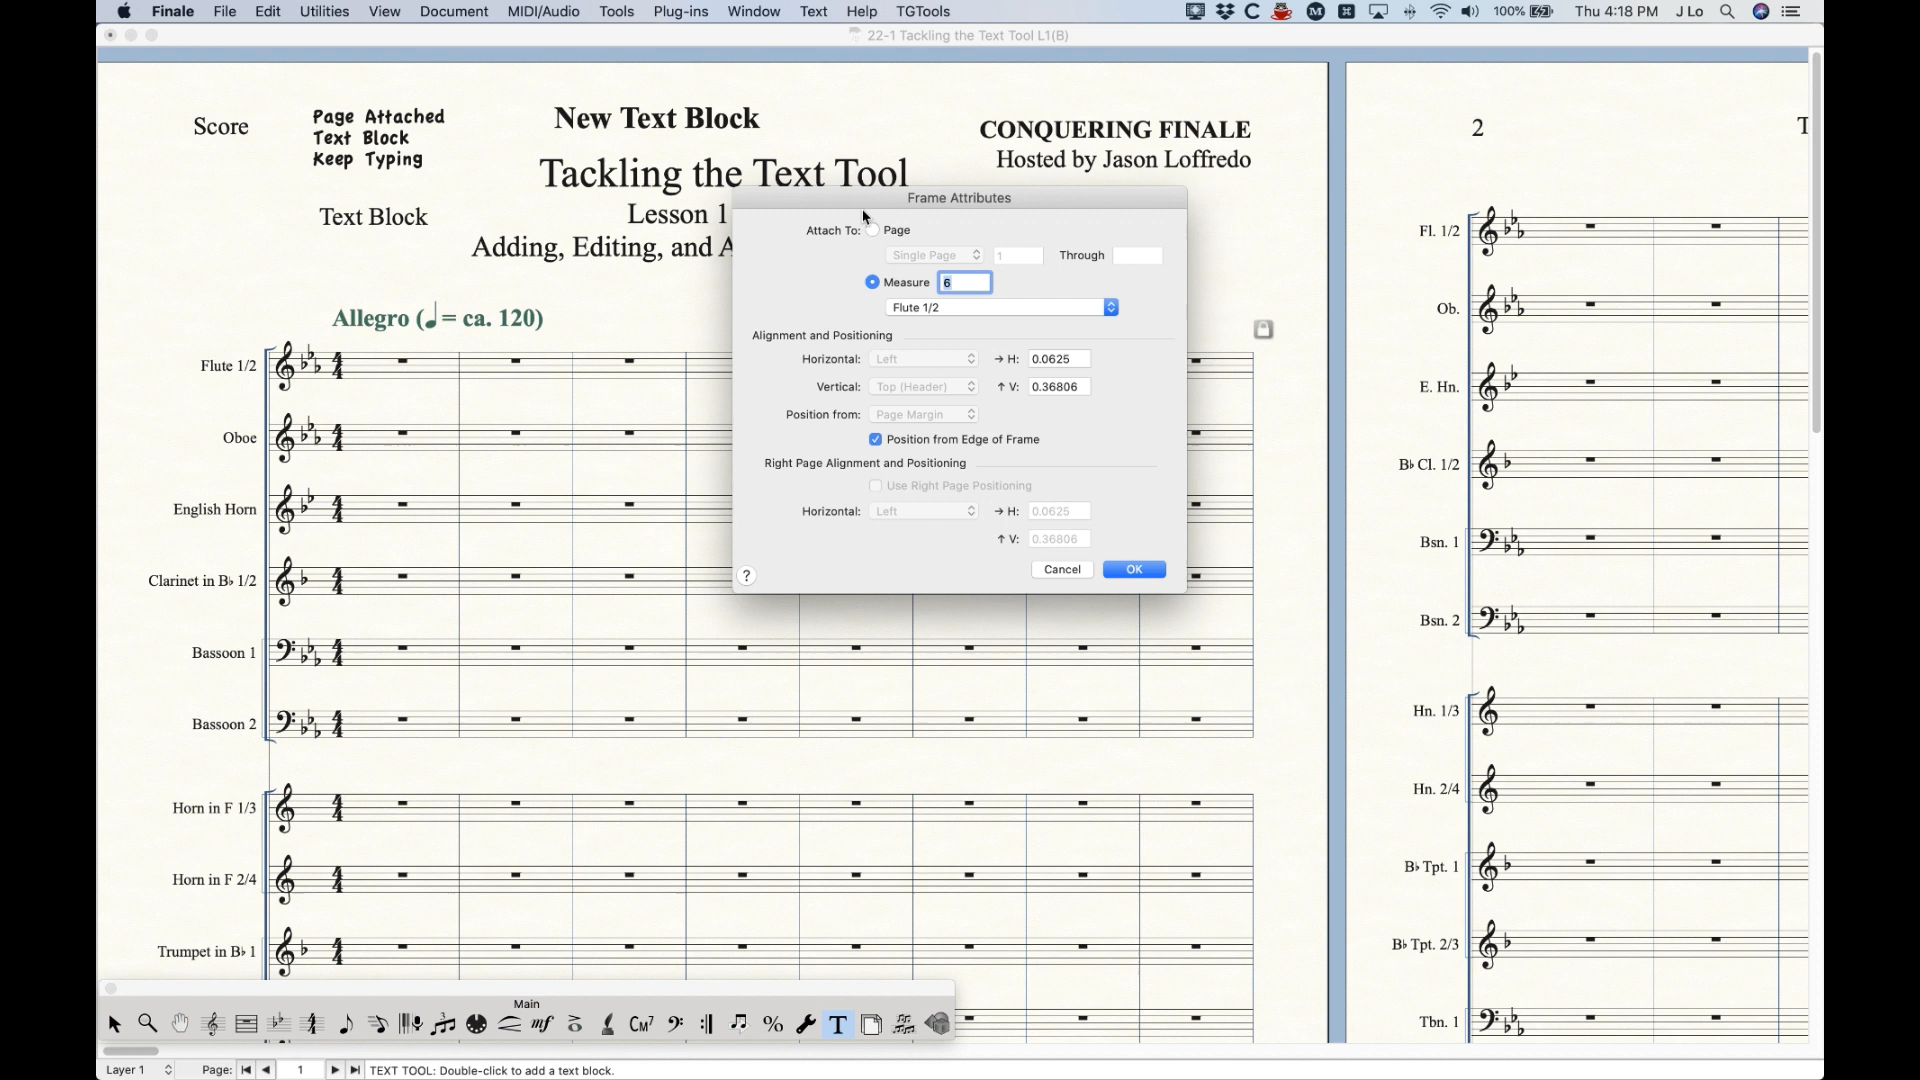 Finale File Edit Utilities View Document MIDI/Audio Tools Plug-ins Window Text Help TGTools
100% Thu 4:18 PM J Lo
22-1 Tackling the Text Tool L1(B)
Score
Page Attached
Text Block
Keep Typing
New Text Block
CONQUERING FINALE
Hosted by Jason Loffredo
Tackling the Text Tool
Text Block
Lesson 1
Adding, Editing, and A
Allegro (♩= ca. 120)
Flute 1/2
Oboe
English Horn
Clarinet in B♭ 1/2
Bassoon 1
Bassoon 2
Horn in F 1/3
Horn in F 2/4
Trumpet in B♭ 1
Frame Attributes
Attach To: Page
Single Page 1 Through
Measure 6
Flute 1/2
Alignment and Positioning
Horizontal: Left → H: 0.0625
Vertical: Top (Header) ↑ V: 0.36806
Position from: Page Margin
Position from Edge of Frame
Right Page Alignment and Positioning
Use Right Page Positioning
Horizontal: Left → H: 0.0625
↑ V: 0.36806
? Cancel OK
2 T
Fl. 1/2
Ob.
E. Hn.
B♭ Cl. 1/2
Bsn. 1
Bsn. 2
Hn. 1/3
Hn. 2/4
B♭ Tpt. 1
B♭ Tpt. 2/3
Tbn. 1
Main
mf CM7 % T
Layer 1 Page: 1 TEXT TOOL: Double-click to add a text block.